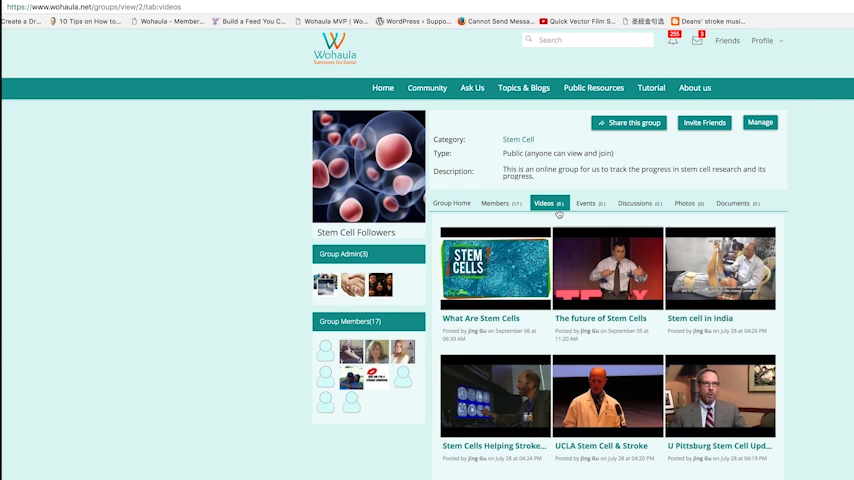 https://www.wohaula.net/groups/view/2/tab:videos
Create a Dr... 10 Tips on How to... Wohaula - Member... Build a Feed You C... Wohaula MVP | Wo... WordPress › Suppo... Cannot Send Messa... Quick Vector Film S... 圣经金句选 Deans' stroke musi...
Wohaula
Survivors Go Social
Search
255
3
Friends
Profile
Home Community Ask Us Topics & Blogs Public Resources Tutorial About us
Share this group Invite Friends Manage
Category: Stem Cell
Type: Public (anyone can view and join)
Description: This is an online group for us to track the progress in stem cell research and its
progress.
Group Home Members (17) Videos (6) Events (0) Discussions (0) Photos (0) Documents (0)
Stem Cell Followers
Group Admin(3)
Group Members(17)
STEM
CELLS
What Are Stem Cells
Posted by Jing Gu on September 06 at
06:39 AM
The future of Stem Cells
Posted by Jing Gu on September 05 at
11:20 AM
Stem cell in India
Posted by Jing Gu on July 28 at 04:26 PM
Stem Cells Helping Stroke...
Posted by Jing Gu on July 28 at 04:24 PM
UCLA Stem Cell & Stroke
Posted by Jing Gu on July 28 at 04:20 PM
U Pittsburg Stem Cell Upd...
Posted by Jing Gu on July 28 at 04:19 PM